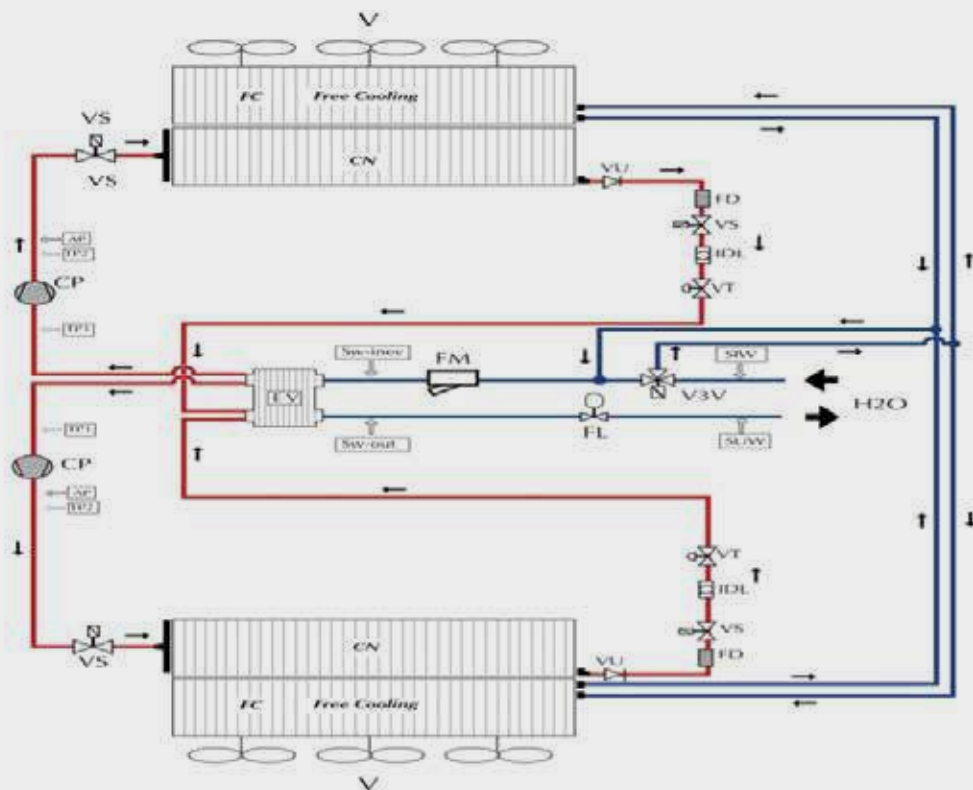 V
FC Free Cooling
VS
CN
VS
VU
FD
AP
VS
TP2
IDL
CP
VT
TP1
Sw-inev
FM
SIW
EV
V3V
H2O
Sw-out
FL
SUW
TP1
CP
AP
TP2
VT
IDL
CN
VS
VS
VU
FD
FC Free Cooling
V